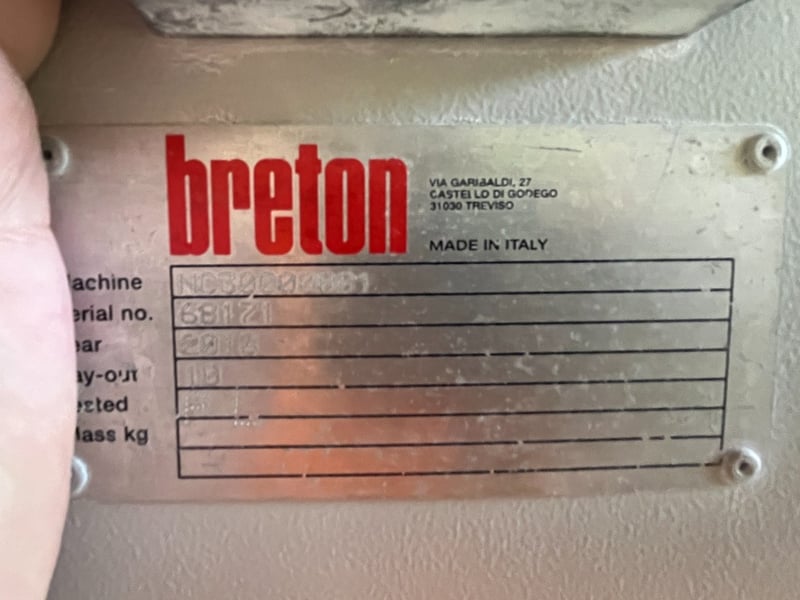 breton
VIA GARIBALDI, 27
CASTELLO DI GODEGO
31030 TREVISO
MADE IN ITALY
achine
erial no. 68171
ear
ay-out 10
ested
Mass kg